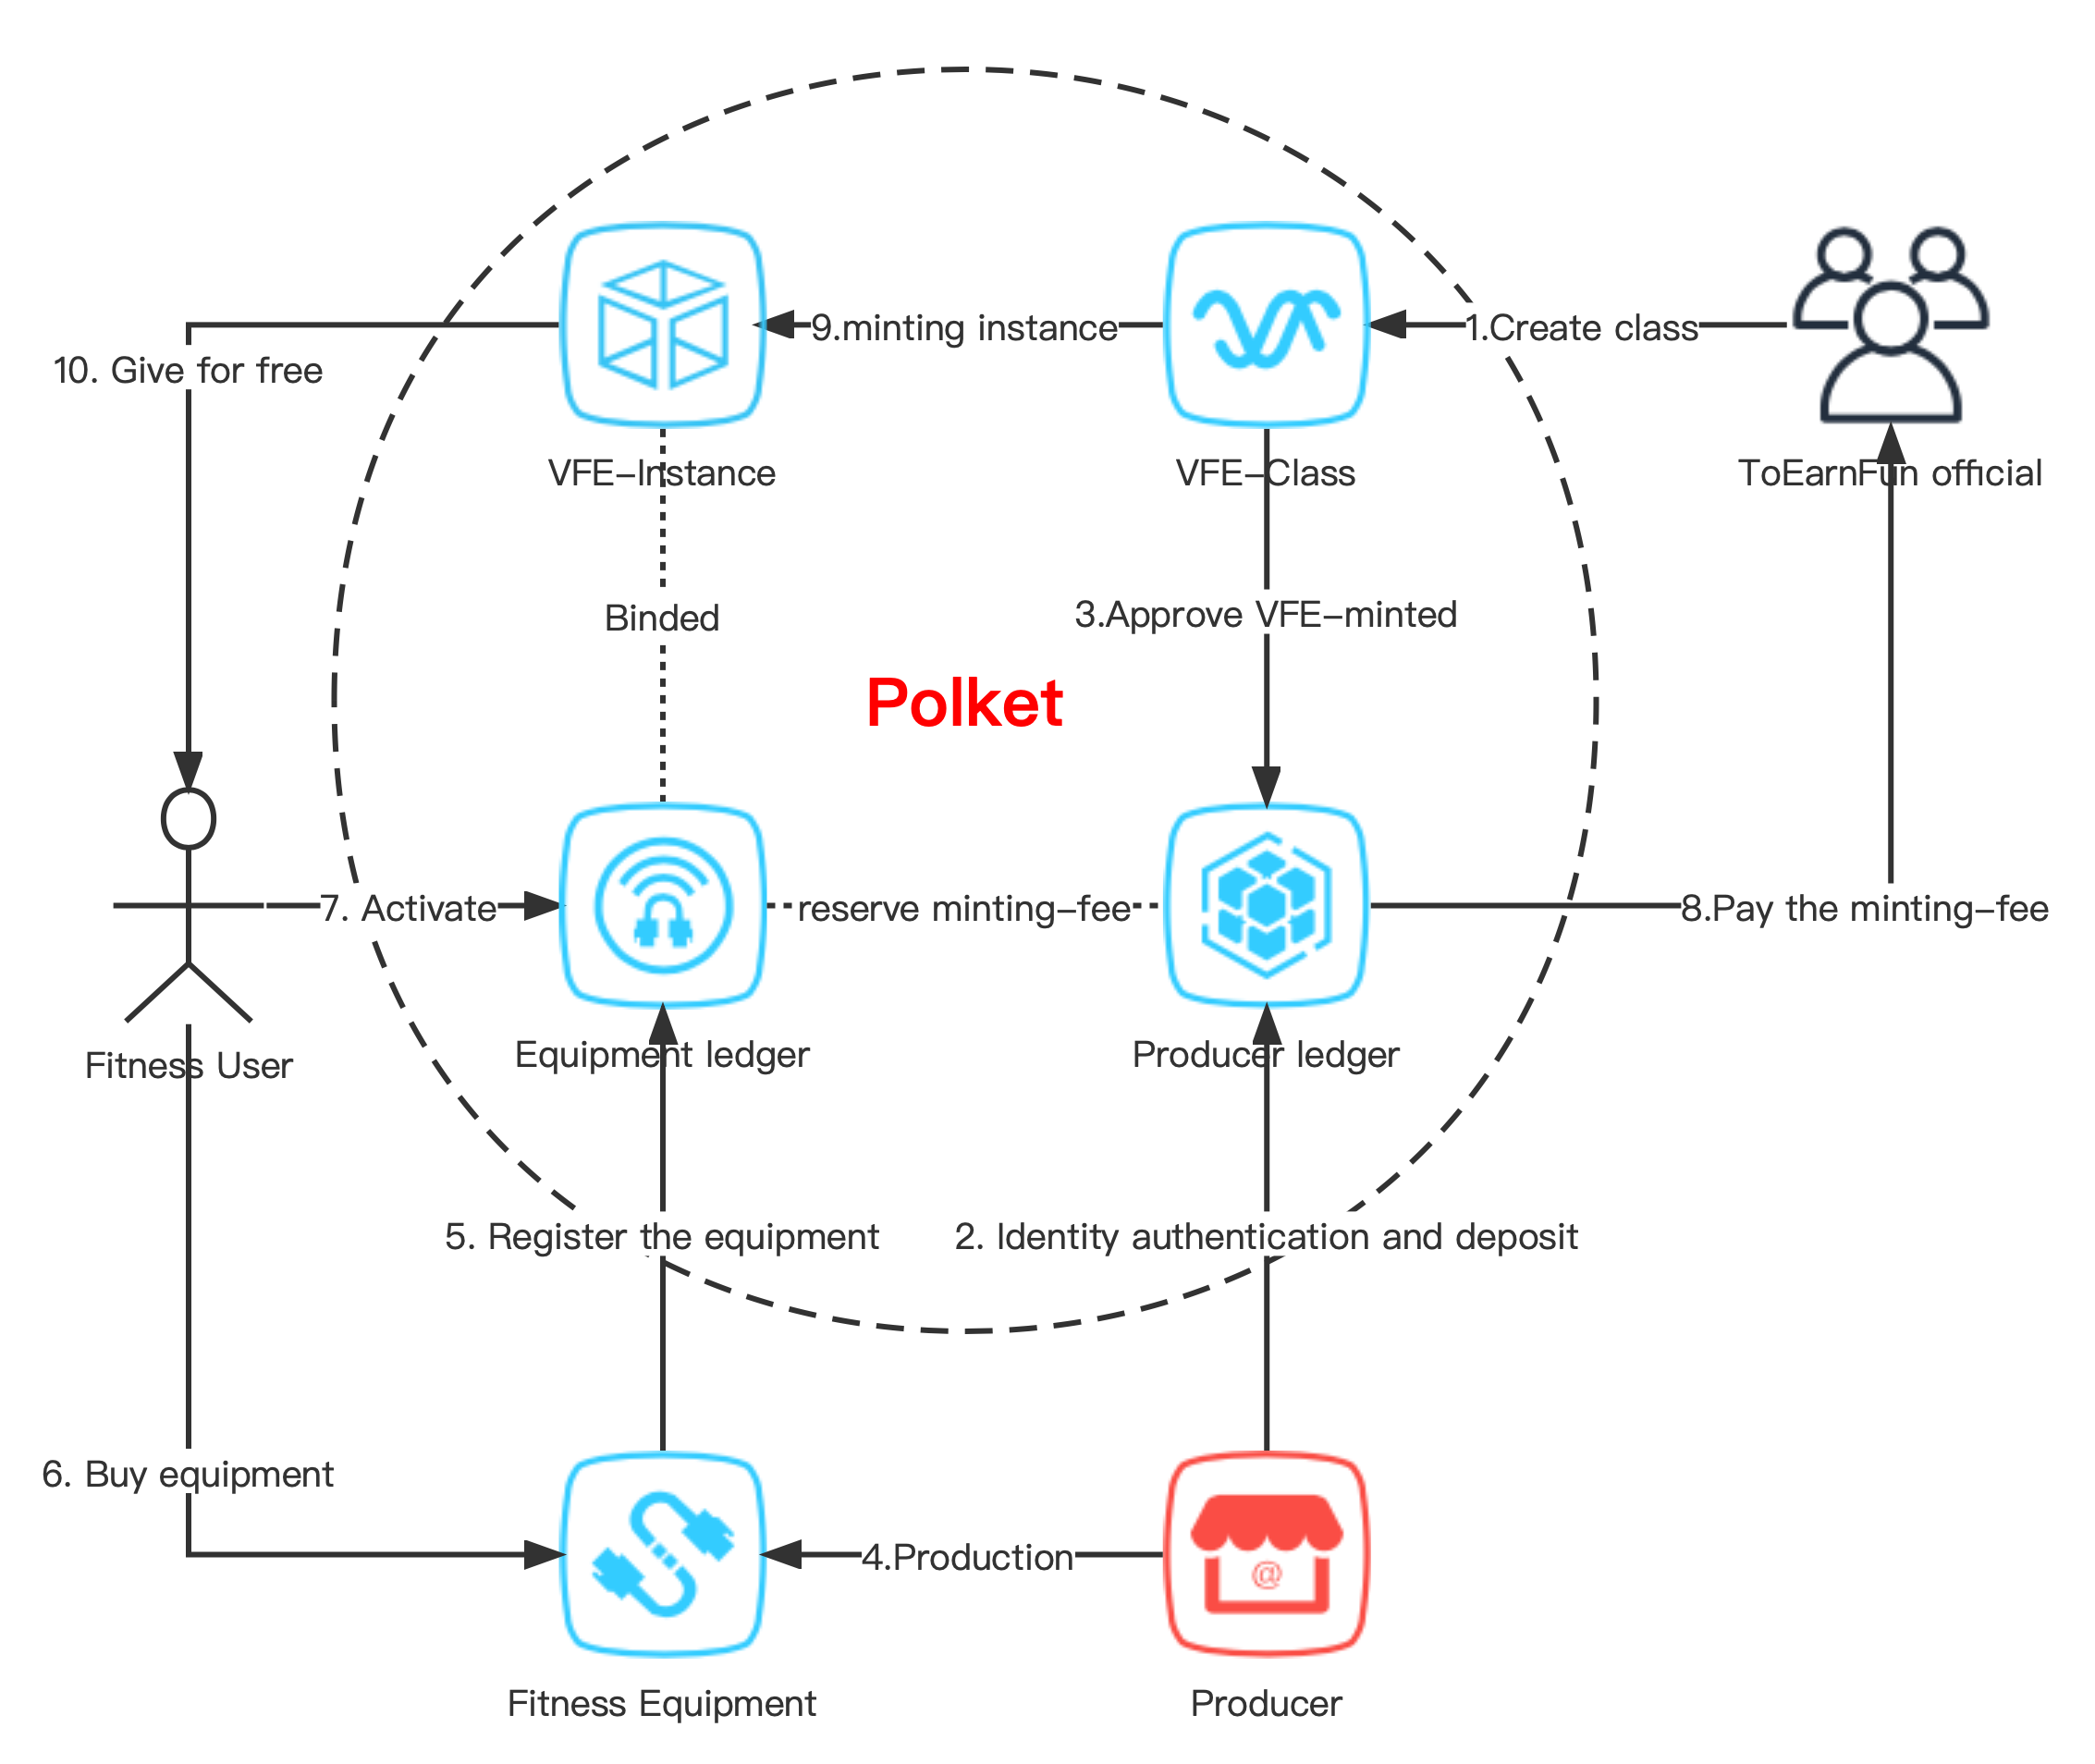 9.minting instance
1.Create class
10. Give for free
VFE-Instance
VFE-Class
ToEarnFun official
Binded
3.Approve VFE-minted
Polket
7. Activate
reserve minting-fee
8.Pay the minting-fee
Fitness User
Equipment ledger
Producer ledger
5. Register the equipment
2. Identity authentication and deposit
6. Buy equipment
4.Production
@
Fitness Equipment
Producer